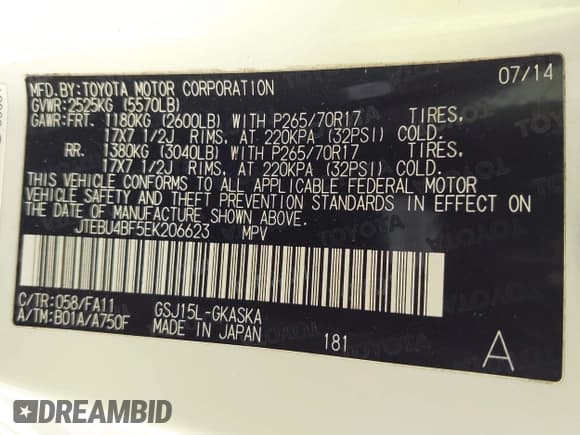 MFD.BY:TOYOTA MOTOR CORPORATION 07/14
GVWR:2525KG (5570LB)
GAWR:FRT. 1180KG (2600LB) WITH P265/70R17 TIRES.
17X7 1/2J RIMS, AT 220KPA (32PSI) COLD.
RR. 1380KG (3040LB) WITH P265/70R17 TIRES.
17X7 1/2J RIMS, AT 220KPA (32PSI) COLD.
THIS VEHICLE CONFORMS TO ALL APPLICABLE FEDERAL MOTOR
VEHICLE SAFETY AND THEFT PREVENTION STANDARDS IN EFFECT ON
THE DATE OF MANUFACTURE SHOWN ABOVE.
JTEBU4BF5EK206623 MPV
C/TR:058/FA11 GSJ15L-GKASKA
A/TM:B01A/A750F MADE IN JAPAN 181 A
DREAMBID